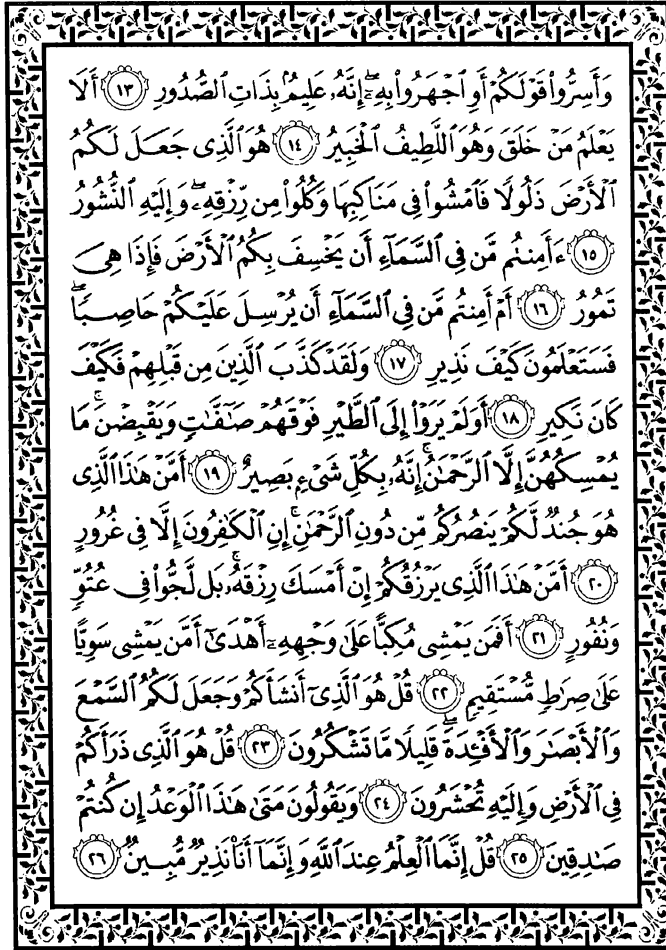 وَأَسِرُّوا۟ قَوْلَكُمْ أَوِ ٱجْهَرُوا۟ بِهِۦٓ ۖ إِنَّهُۥ عَلِيمٌۢ بِذَاتِ ٱلصُّدُورِ ١٣ أَلَا
يَعْلَمُ مَنْ خَلَقَ وَهُوَ ٱللَّطِيفُ ٱلْخَبِيرُ ١٤ هُوَ ٱلَّذِى جَعَلَ لَكُمُ
ٱلْأَرْضَ ذَلُولًا فَٱمْشُوا۟ فِى مَنَاكِبِهَا وَكُلُوا۟ مِن رِّزْقِهِۦ ۖ وَإِلَيْهِ ٱلنُّشُورُ
١٥ ءَأَمِنتُم مَّن فِى ٱلسَّمَآءِ أَن يَخْسِفَ بِكُمُ ٱلْأَرْضَ فَإِذَا هِىَ
تَمُورُ ١٦ أَمْ أَمِنتُم مَّن فِى ٱلسَّمَآءِ أَن يُرْسِلَ عَلَيْكُمْ حَاصِبًا ۖ
فَسَتَعْلَمُونَ كَيْفَ نَذِيرِ ١٧ وَلَقَدْ كَذَّبَ ٱلَّذِينَ مِن قَبْلِهِمْ فَكَيْفَ
كَانَ نَكِيرِ ١٨ أَوَلَمْ يَرَوْا۟ إِلَى ٱلطَّيْرِ فَوْقَهُمْ صَٰٓفَّٰتٍ وَيَقْبِضْنَ ۚ مَا
يُمْسِكُهُنَّ إِلَّا ٱلرَّحْمَٰنُ ۚ إِنَّهُۥ بِكُلِّ شَىْءٍۭ بَصِيرٌ ١٩ أَمَّنْ هَٰذَا ٱلَّذِى
هُوَ جُندٌ لَّكُمْ يَنصُرُكُم مِّن دُونِ ٱلرَّحْمَٰنِ ۚ إِنِ ٱلْكَٰفِرُونَ إِلَّا فِى غُرُورٍ
٢٠ أَمَّنْ هَٰذَا ٱلَّذِى يَرْزُقُكُمْ إِنْ أَمْسَكَ رِزْقَهُۥ ۚ بَل لَّجُّوا۟ فِى عُتُوٍّ
وَنُفُورٍ ٢١ أَفَمَن يَمْشِى مُكِبًّا عَلَىٰ وَجْهِهِۦٓ أَهْدَىٰٓ أَمَّن يَمْشِى سَوِيًّا
عَلَىٰ صِرَٰطٍ مُّسْتَقِيمٍ ٢٢ قُلْ هُوَ ٱلَّذِىٓ أَنشَأَكُمْ وَجَعَلَ لَكُمُ ٱلسَّمْعَ
وَٱلْأَبْصَٰرَ وَٱلْأَفْـِٔدَةَ ۖ قَلِيلًا مَّا تَشْكُرُونَ ٢٣ قُلْ هُوَ ٱلَّذِى ذَرَأَكُمْ
فِى ٱلْأَرْضِ وَإِلَيْهِ تُحْشَرُونَ ٢٤ وَيَقُولُونَ مَتَىٰ هَٰذَا ٱلْوَعْدُ إِن كُنتُمْ
صَٰدِقِينَ ٢٥ قُلْ إِنَّمَا ٱلْعِلْمُ عِندَ ٱللَّهِ وَإِنَّمَآ أَنَا۠ نَذِيرٌ مُّبِينٌ ٢٦